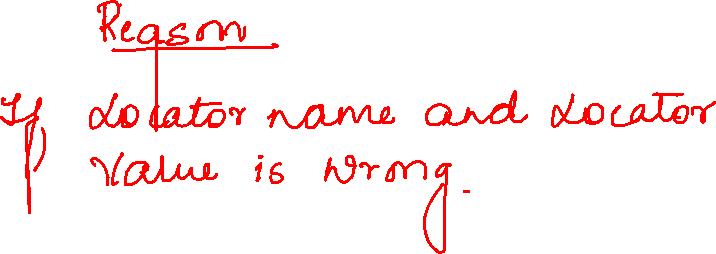 Reason
If Locator name and Locator
Value is Wrong.